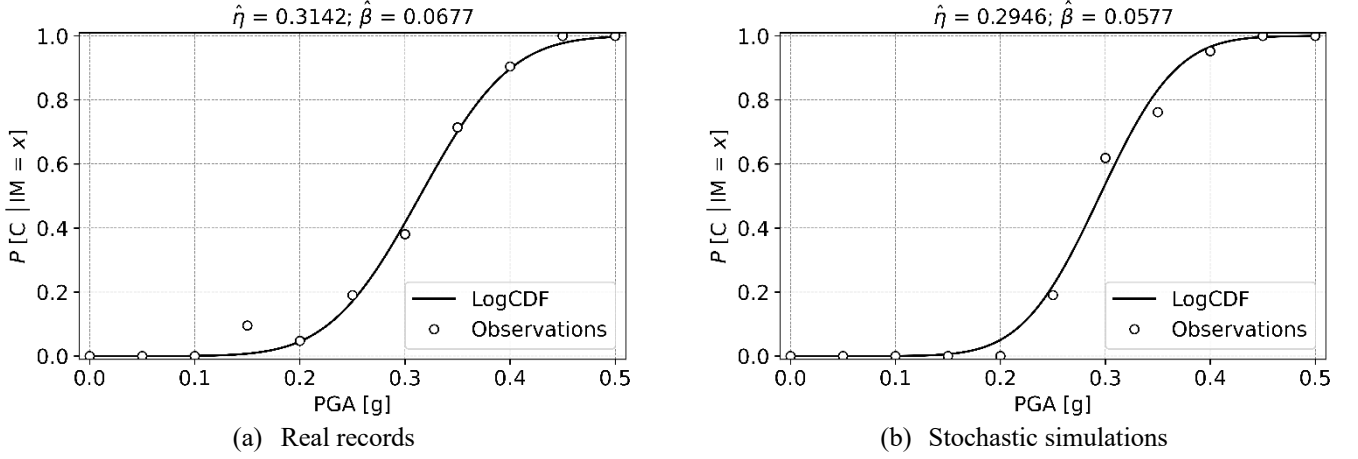 η̂ = 0.3142; β̂ = 0.0677
1.0
0.8
0.6
0.4
0.2
0.0
P [C | IM = x]
LogCDF
Observations
0.0 0.1 0.2 0.3 0.4 0.5
PGA [g]
(a) Real records
η̂ = 0.2946; β̂ = 0.0577
1.0
0.8
0.6
0.4
0.2
0.0
P [C | IM = x]
LogCDF
Observations
0.0 0.1 0.2 0.3 0.4 0.5
PGA [g]
(b) Stochastic simulations